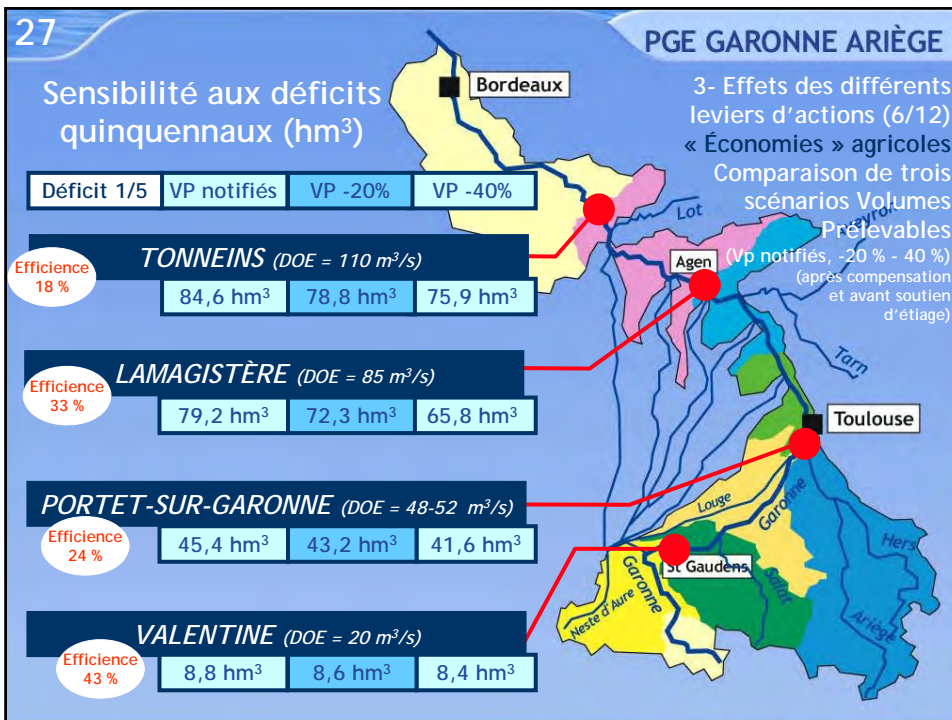 27
PGE GARONNE ARIÈGE
Sensibilité aux déficits
quinquennaux (hm³)
3- Effets des différents
leviers d'actions (6/12)
« Économies » agricoles
Comparaison de trois
scénarios Volumes
Prélevables
(Vp notifiés, -20 % - 40 %)
(après compensation
et avant soutien
d'étiage)
Déficit 1/5 VP notifiés VP -20% VP -40%
TONNEINS (DOE = 110 m³/s)
Efficience
18 %
84,6 hm³ 78,8 hm³ 75,9 hm³
LAMAGISTÈRE (DOE = 85 m³/s)
Efficience
33 %
79,2 hm³ 72,3 hm³ 65,8 hm³
PORTET-SUR-GARONNE (DOE = 48-52 m³/s)
Efficience
24 %
45,4 hm³ 43,2 hm³ 41,6 hm³
VALENTINE (DOE = 20 m³/s)
Efficience
43 %
8,8 hm³ 8,6 hm³ 8,4 hm³
Bordeaux
Lot
Agen
Tarn
Toulouse
Louge
Garonne
St Gaudens
Salat
Hers
Ariège
Garonne
Neste d'Aure